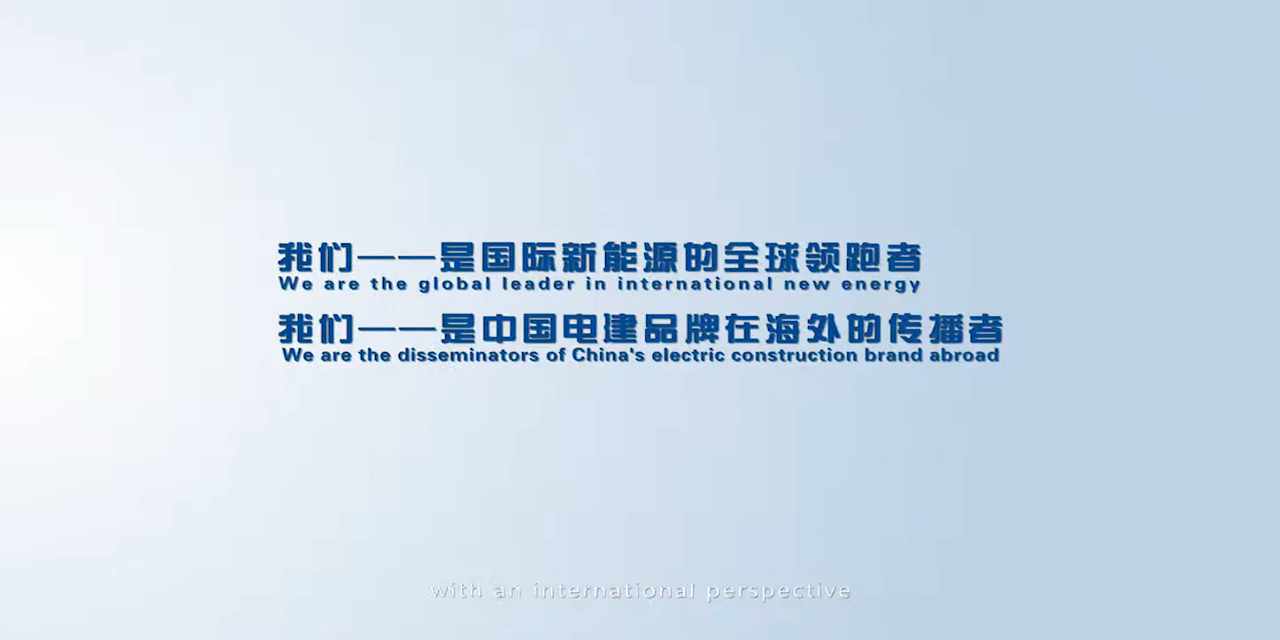 我们——是国际新能源的全球领跑者
We are the global leader in international new energy
我们——是中国电建品牌在海外的传播者
We are the disseminators of China's electric construction brand abroad
with an international perspective